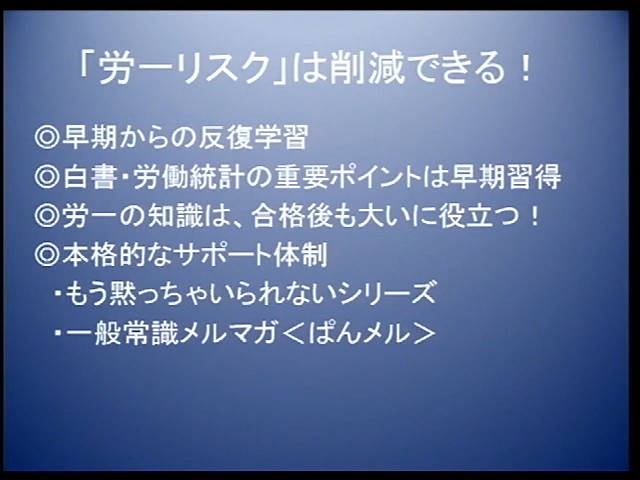 「労一リスク」は削減できる！
◎早期からの反復学習
◎白書・労働統計の重要ポイントは早期習得
◎労一の知識は、合格後も大いに役立つ！
◎本格的なサポート体制
・もう黙っちゃいられないシリーズ
・一般常識メルマガ＜ぱんメル＞